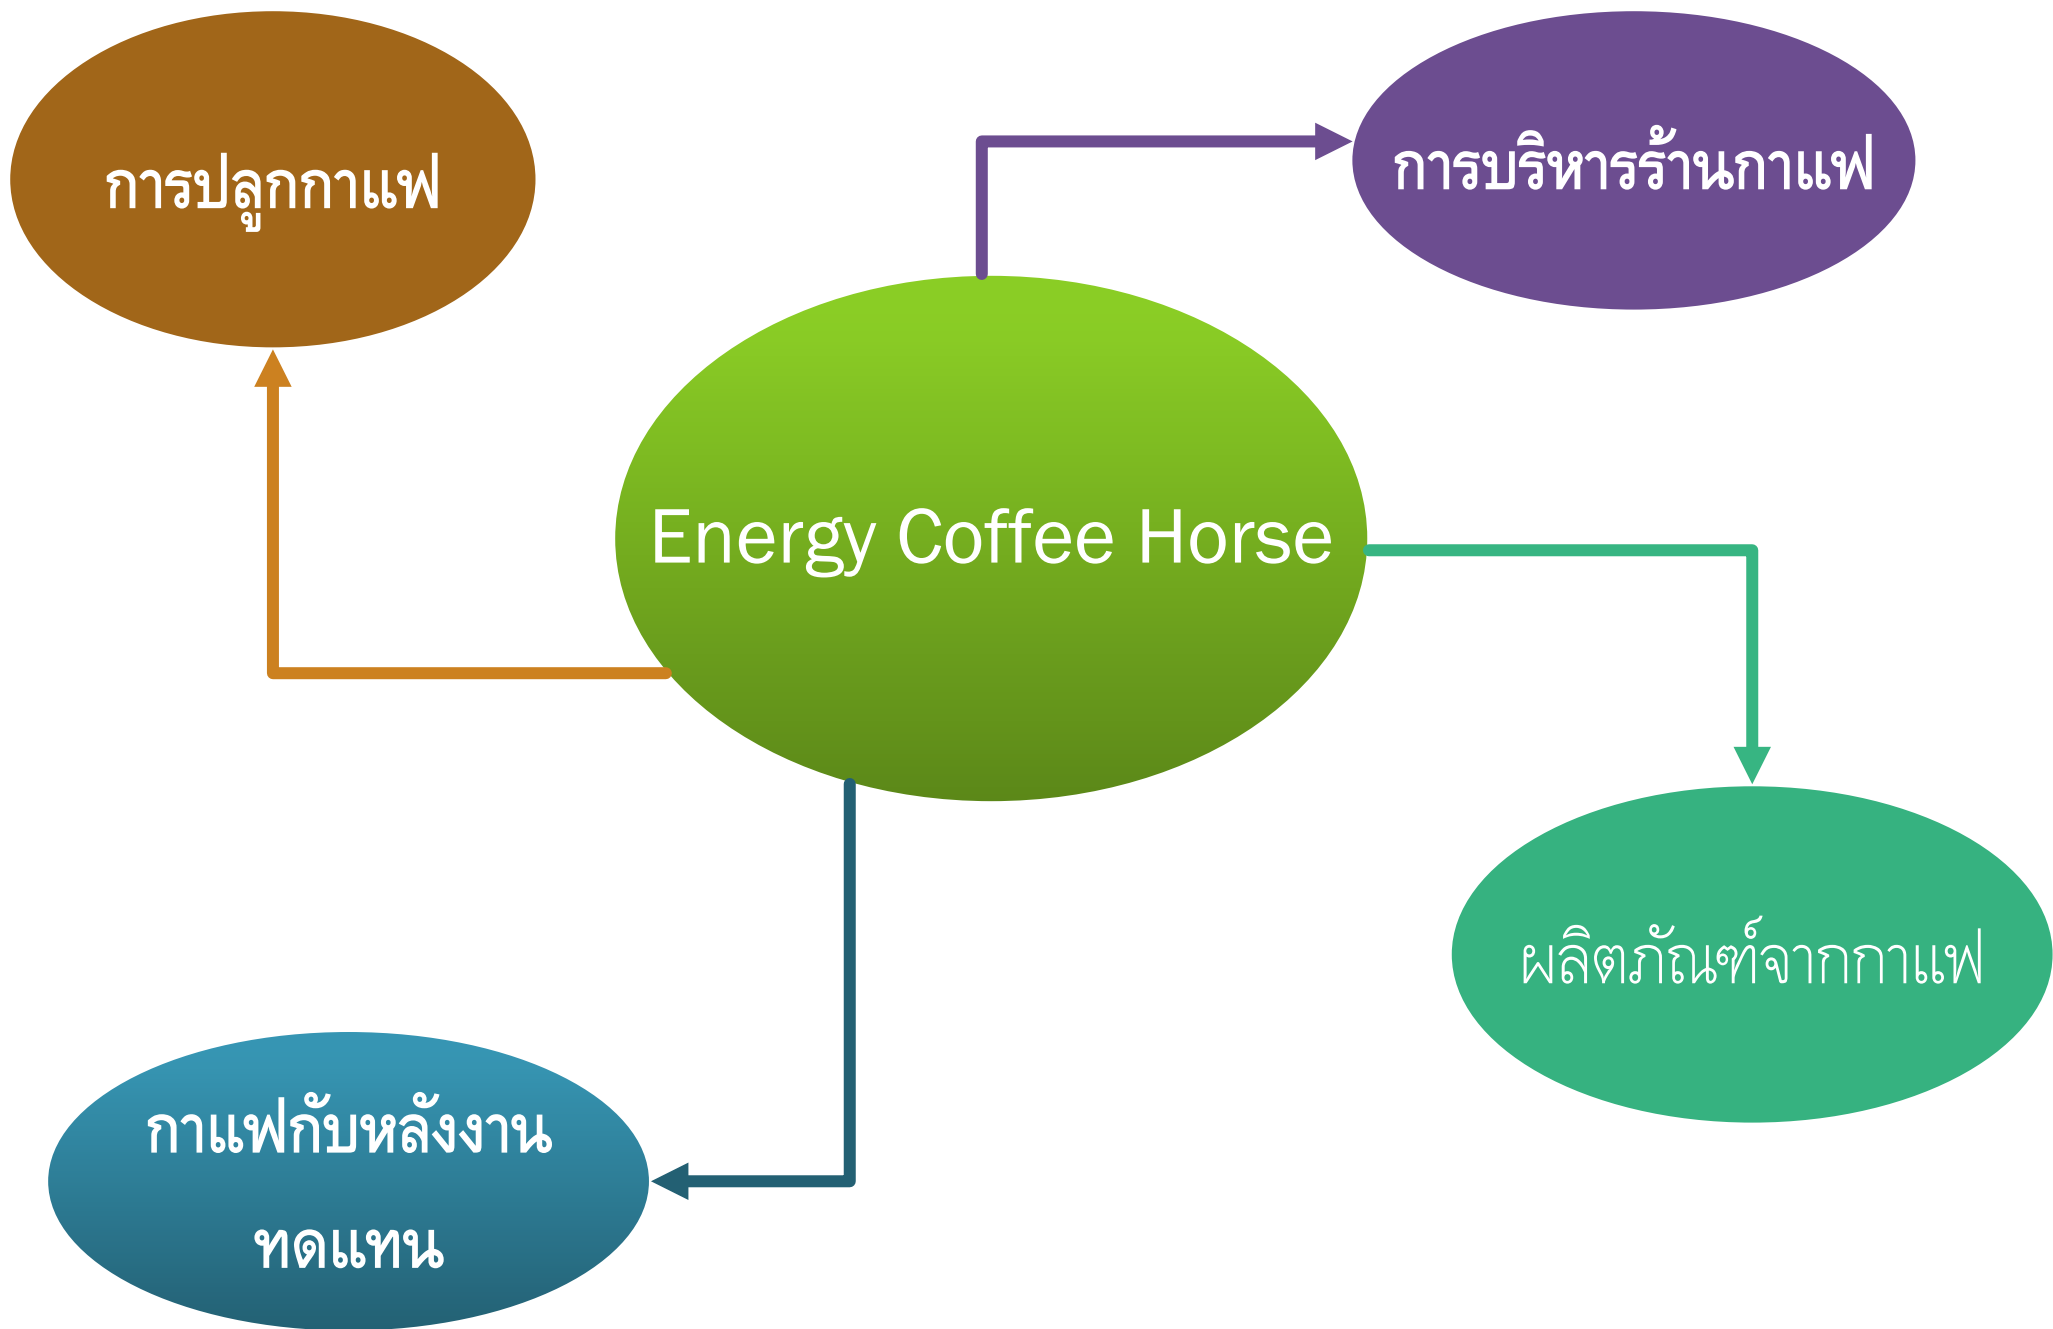 การปลูกกาแฟ
การบริหารร้านกาแฟ
Energy Coffee Horse
ผลิตภัณฑ์จากกาแฟ
กาแฟกับหลังงาน
ทดแทน